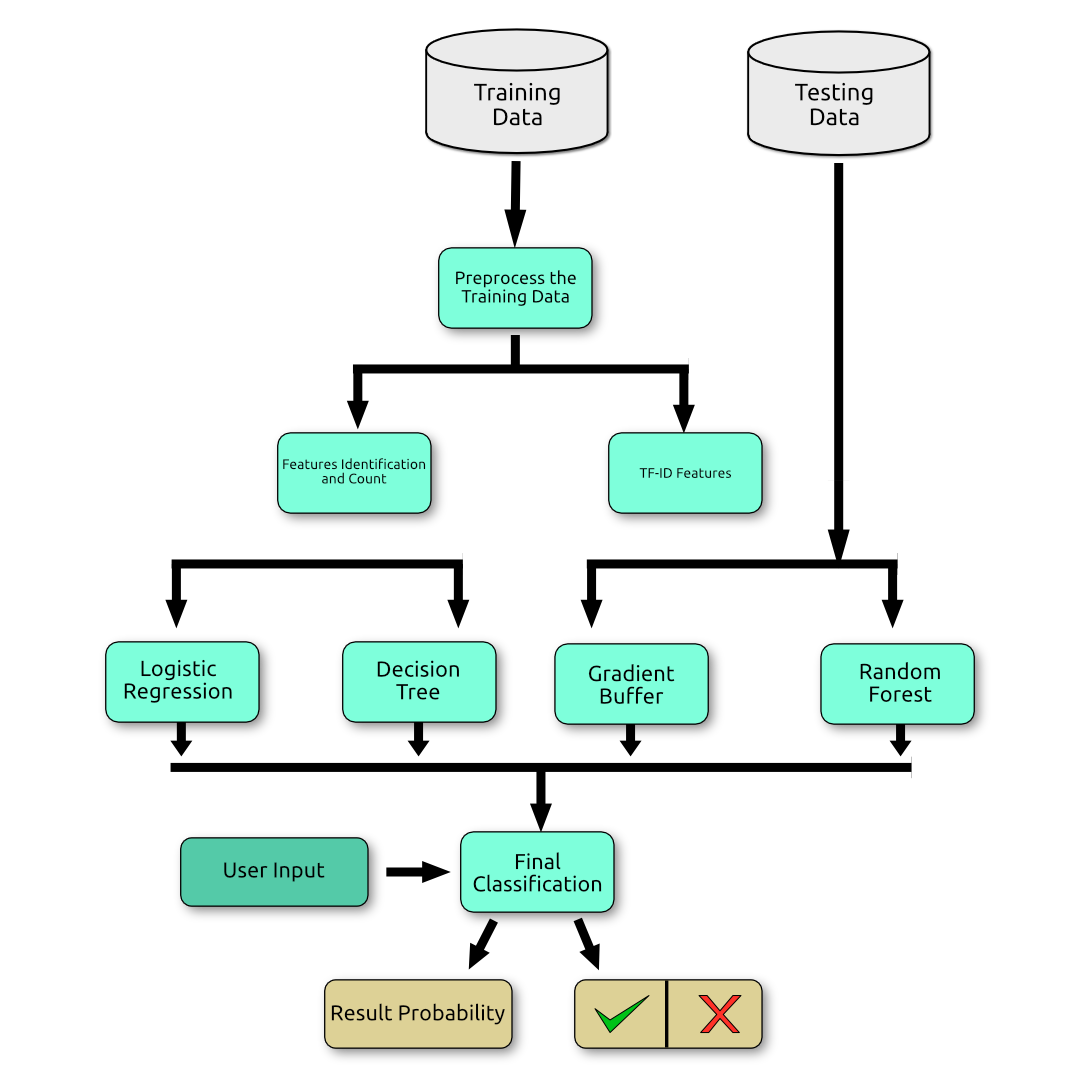 Training
Data
Testing
Data
Preprocess the
Training Data
Features Identification
and Count
TF-ID Features
Logistic
Regression
Decision
Tree
Gradient
Buffer
Random
Forest
User Input
Final
Classification
Result Probability